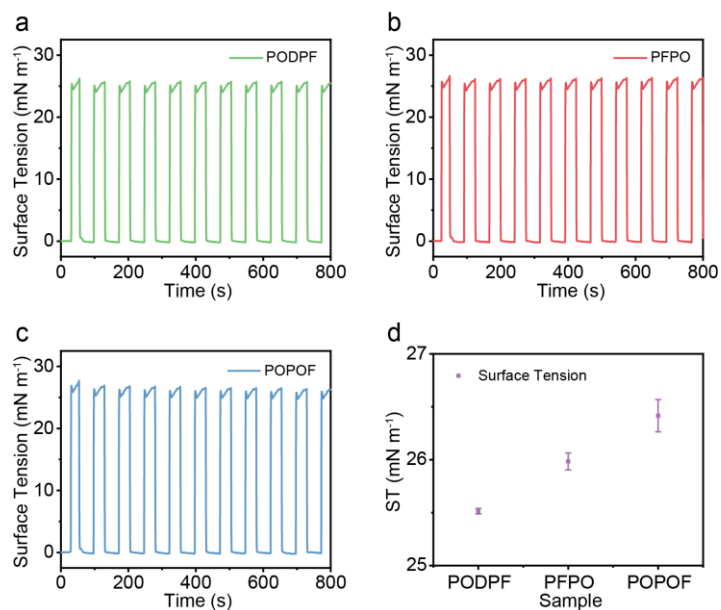 a
30
20
10
0
Surface Tension (mN m⁻¹)
PODPF
0 200 400 600 800
Time (s)
b
30
20
10
0
Surface Tension (mN m⁻¹)
PFPO
0 200 400 600 800
Time (s)
c
30
20
10
0
Surface Tension (mN m⁻¹)
POPOF
0 200 400 600 800
Time (s)
d
27
26
25
ST (mN m⁻¹)
Surface Tension
PODPF PFPO POPOF
Sample